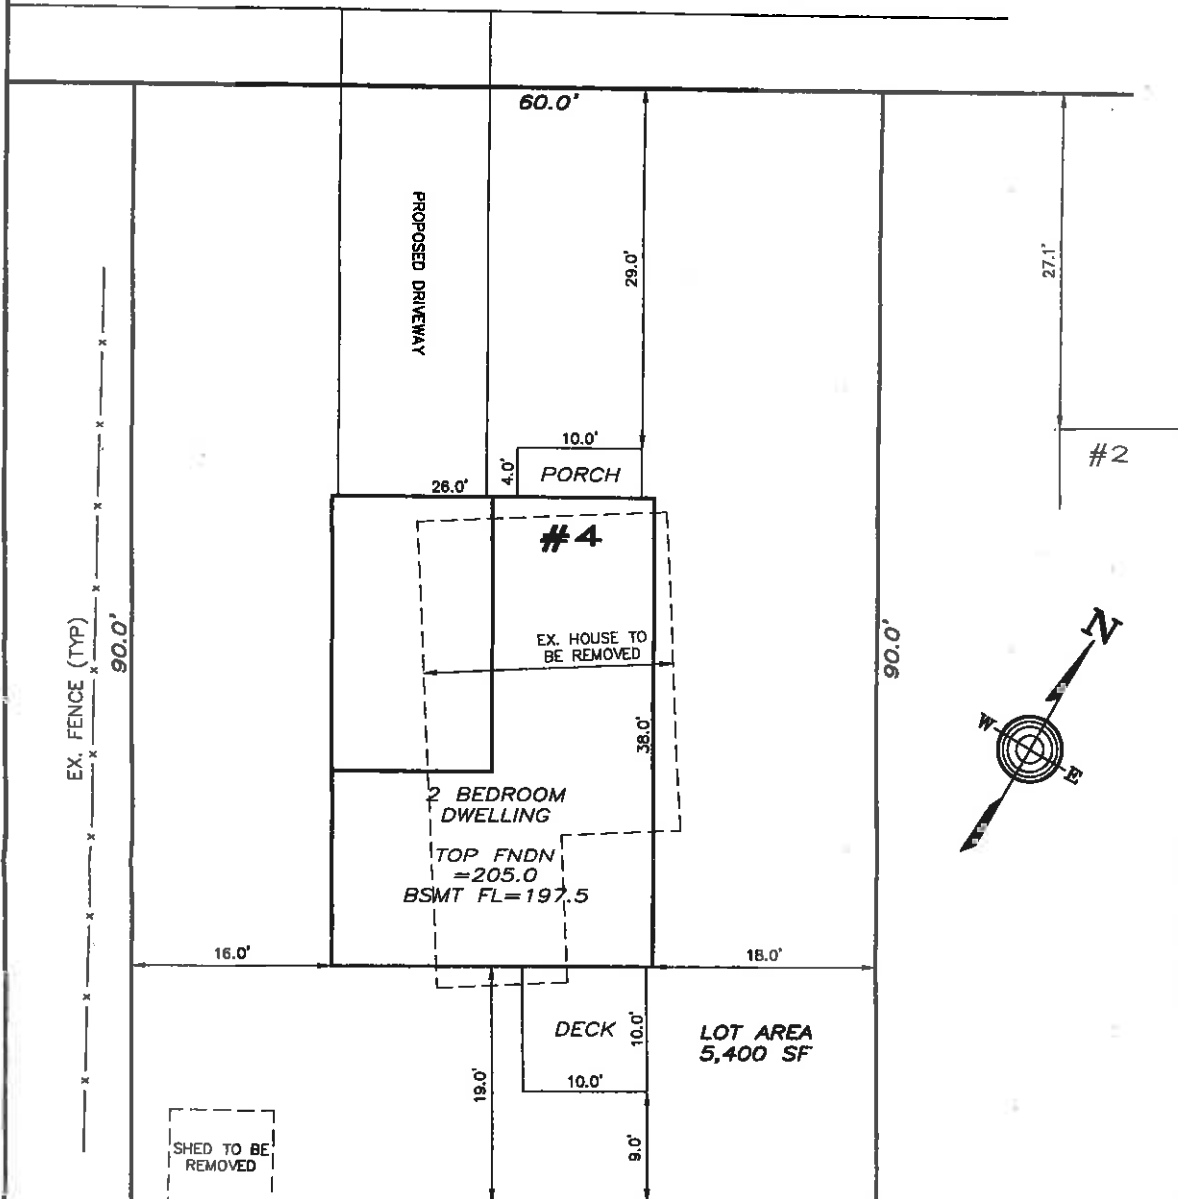 60.0'
PROPOSED DRIVEWAY
29.0'
27.1'
10.0'
4.0'
PORCH
#2
26.0'
#4
EX. FENCE (TYP)
90.0'
EX. HOUSE TO
BE REMOVED
90.0'
N
W
E
38.0'
2 BEDROOM
DWELLING
TOP FNDN
=205.0
BSMT FL=197.5
16.0'
18.0'
DECK
10.0'
LOT AREA
5,400 SF
19.0'
10.0'
9.0'
SHED TO BE
REMOVED